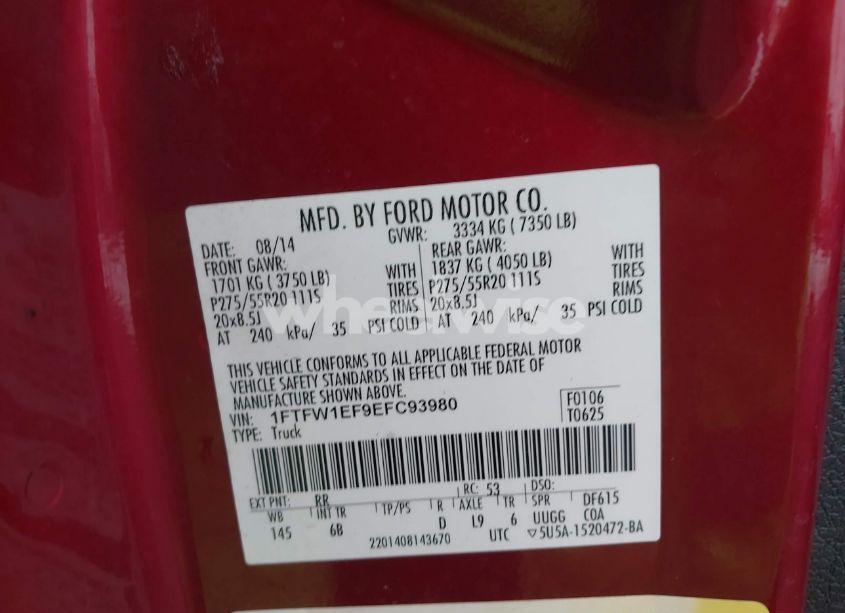 MFD. BY FORD MOTOR CO.
DATE: 08/14 GVWR: 3334 KG ( 7350 LB)
FRONT GAWR: REAR GAWR:
1701 KG ( 3750 LB) WITH 1837 KG ( 4050 LB) WITH
P275/55R20 111S TIRES P275/55R20 111S TIRES
20x8.5J RIMS 20x8.5J RIMS
AT 240 kPa/ 35 PSI COLD AT 240 kPa/ 35 PSI COLD
wheelwise
THIS VEHICLE CONFORMS TO ALL APPLICABLE FEDERAL MOTOR
VEHICLE SAFETY STANDARDS IN EFFECT ON THE DATE OF
MANUFACTURE SHOWN ABOVE.
VIN: 1FTFW1EF9EFC93980 F0106
TYPE: Truck T0625
EXT PNT: RR RC: 53 DSO:
WB INT TR TP/PS R AXLE TR SPR DF615
145 6B D L9 6 UUGG COA
2201408143670 UTC ▽5U5A-1520472-BA